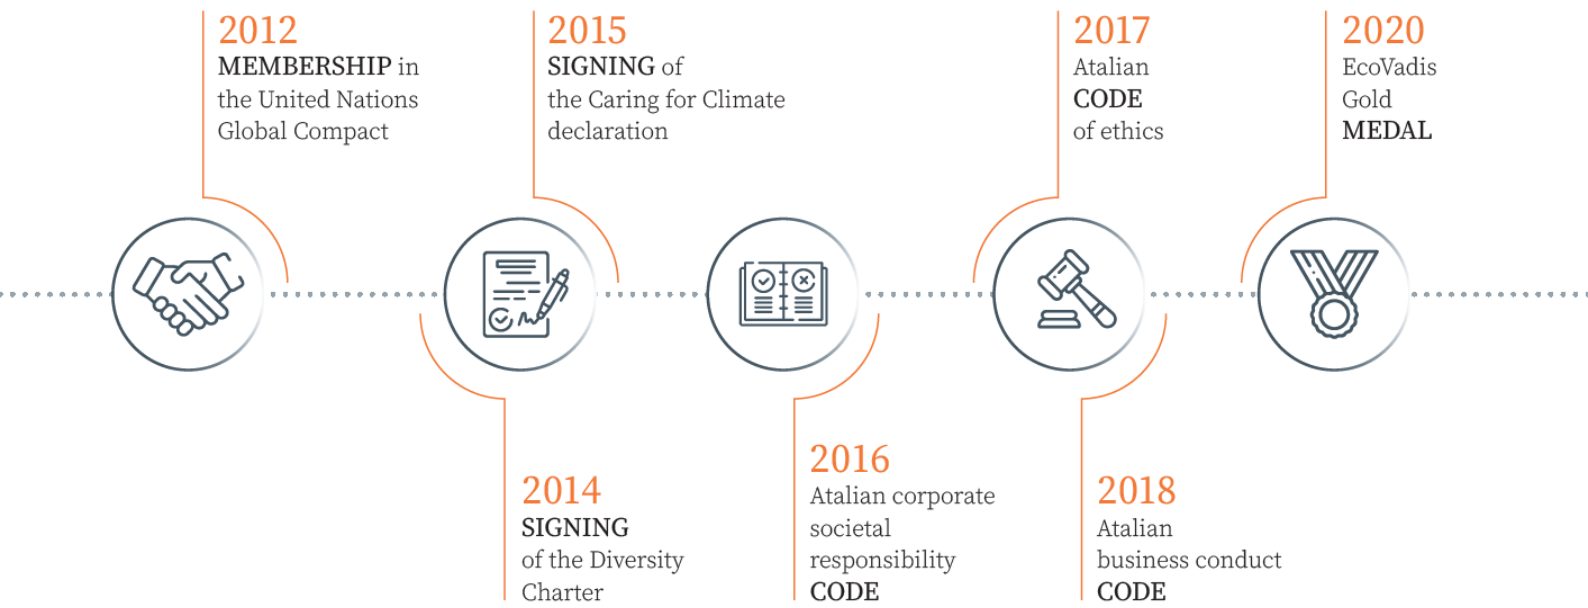 2012
MEMBERSHIP in
the United Nations
Global Compact
2015
SIGNING of
the Caring for Climate
declaration
2017
Atalian
CODE
of ethics
2020
EcoVadis
Gold
MEDAL
2014
SIGNING
of the Diversity
Charter
2016
Atalian corporate
societal
responsibility
CODE
2018
Atalian
business conduct
CODE